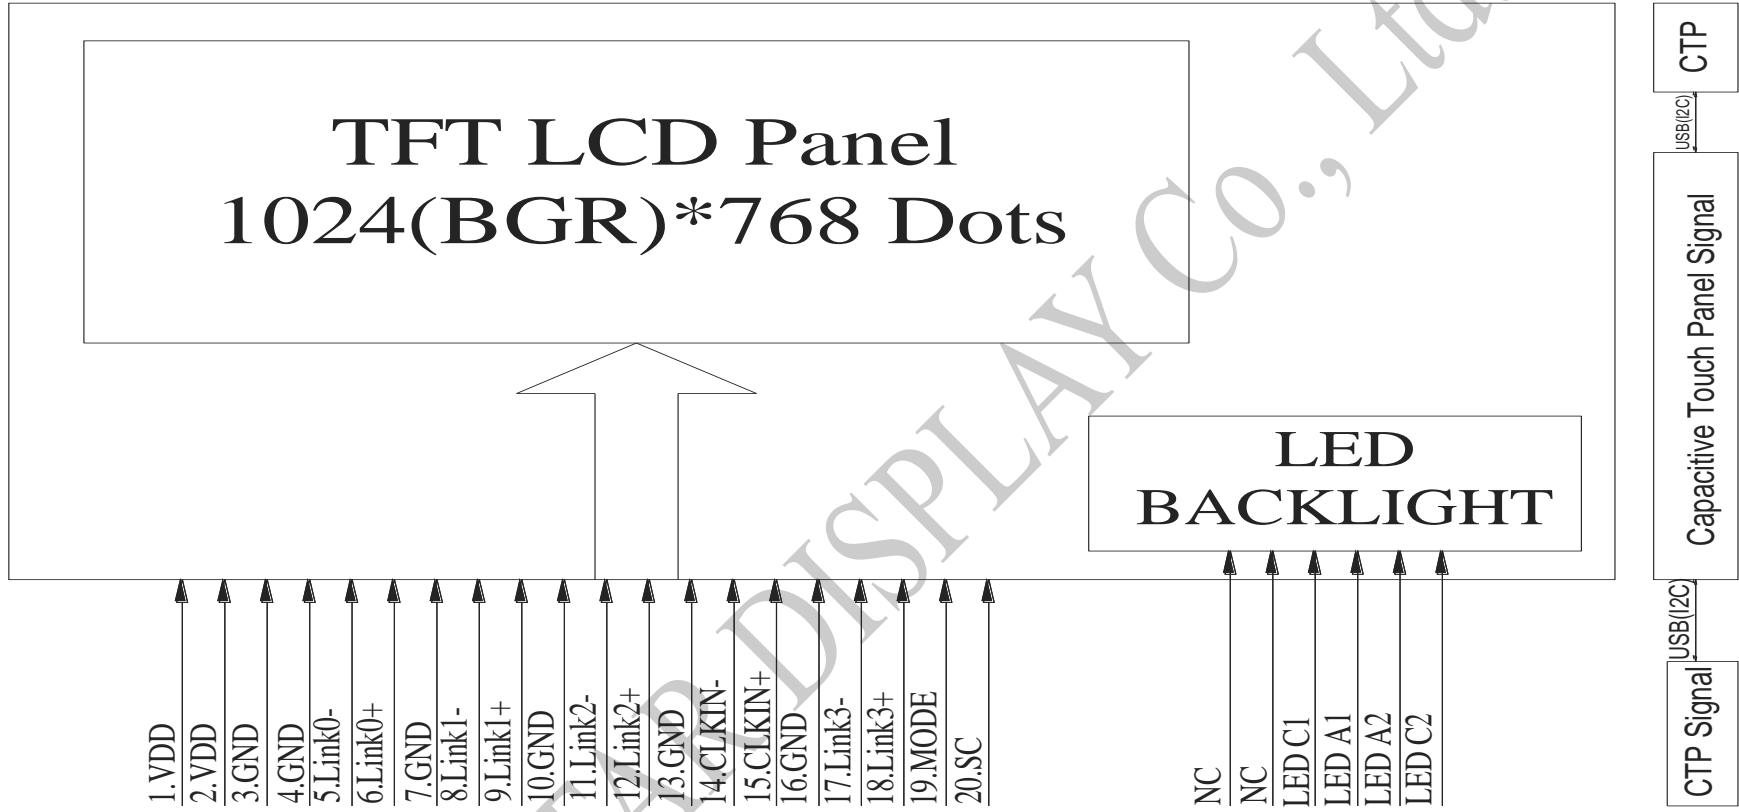 TFT LCD Panel
1024(BGR)*768 Dots
LED
BACKLIGHT
1.VDD
2.VDD
3.GND
4.GND
5.Link0-
6.Link0+
7.GND
8.Link1-
9.Link1+
10.GND
11.Link2-
12.Link2+
13.GND
14.CLKIN-
15.CLKIN+
16.GND
17.Link3-
18.Link3+
19.MODE
20.SC
NC
NC
LED C1
LED A1
LED A2
LED C2
CTP
USB(I2C)
Capacitive Touch Panel Signal
USB(I2C)
CTP Signal
DISPLAY Co., Ltd